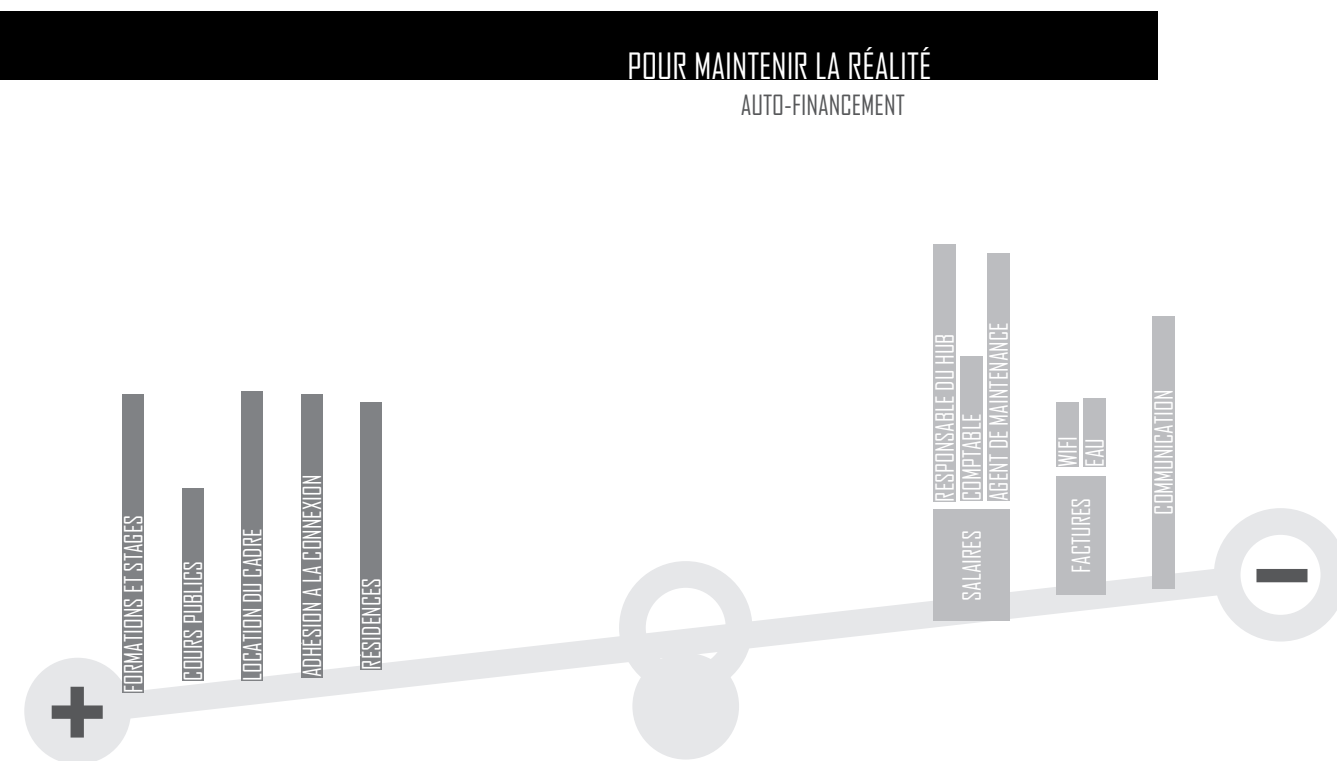 POUR MAINTENIR LA RÉALITÉ
AUTO-FINANCEMENT
FORMATIONS ET STAGES
COURS PUBLICS
LOCATION DU CADRE
ADHESION A LA CONNEXION
RÉSIDENCES
RESPONSABLE DU HUB
COMPTABLE
AGENT DE MAINTENANCE
SALAIRES
WIFI
EAU
FACTURES
COMMUNICATION
+
−